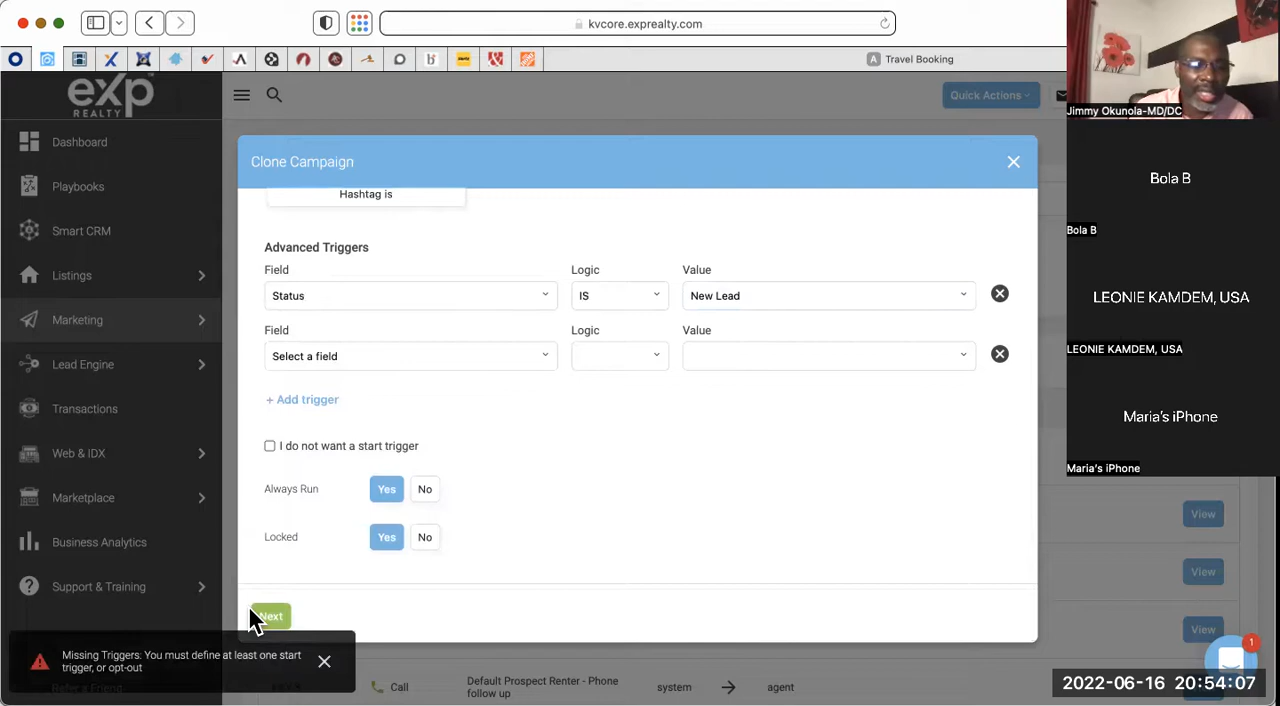 kvcore.exprealty.com
A Travel Booking
Jimmy Okunola-MD/DC
exp
REALTY
Quick Actions
Dashboard
Playbooks
Smart CRM
Listings
Marketing
Lead Engine
Transactions
Web & IDX
Marketplace
Business Analytics
Support & Training
Refer a Friend
Clone Campaign
Hashtag is
Advanced Triggers
Field Logic Value
Status IS New Lead
Field Logic Value
Select a field
+ Add trigger
I do not want a start trigger
Always Run Yes No
Locked Yes No
Next
Missing Triggers: You must define at least one start
trigger, or opt-out
Call
Default Prospect Renter - Phone
follow up
system
agent
View
View
View
Bola B
Bola B
LEONIE KAMDEM, USA
LEONIE KAMDEM, USA
Maria's iPhone
Maria's iPhone
1
2022-06-16 20:54:07